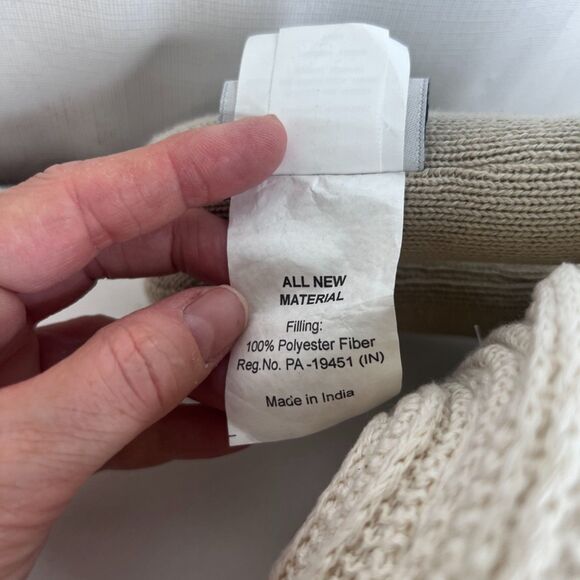 ALL NEW
MATERIAL
Filling:
100% Polyester Fiber
Reg.No. PA -19451 (IN)
Made in India